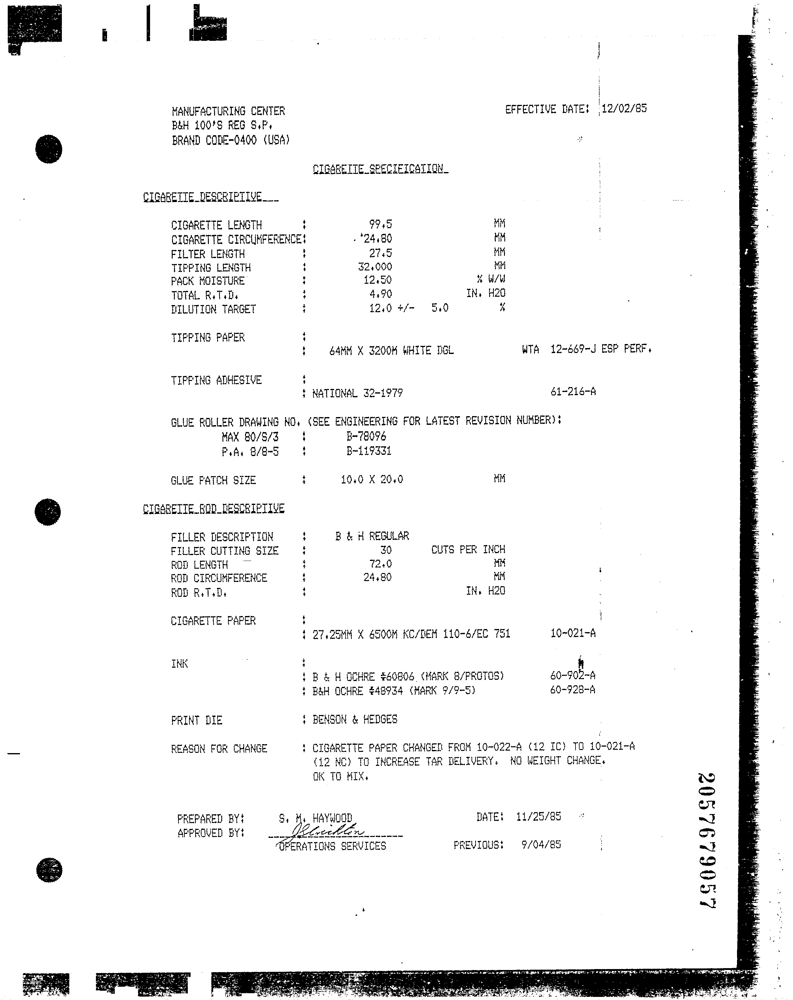 MANUFACTURING CENTER EFFECTIVE DATE: 12/02/85
B&H 100'S REG S.P.
BRAND CODE-0400 (USA)
CIGARETTE SPECIFICATION
CIGARETTE DESCRIPTIVE
CIGARETTE LENGTH : 99.5 MM
CIGARETTE CIRCUMFERENCE: 24.80 MM
FILTER LENGTH : 27.5 MM
TIPPING LENGTH : 32.000 MM
PACK MOISTURE : 12.50 % W/W
TOTAL R.T.D. : 4.90 IN. H2O
DILUTION TARGET : 12.0 +/- 5.0 %
TIPPING PAPER :
: 64MM X 3200M WHITE DGL WTA 12-669-J ESP PERF.
TIPPING ADHESIVE :
: NATIONAL 32-1979 61-216-A
GLUE ROLLER DRAWING NO. (SEE ENGINEERING FOR LATEST REVISION NUMBER):
MAX 80/S/3 : B-78096
P.A. 8/8-5 : B-119331
GLUE PATCH SIZE : 10.0 X 20.0 MM
CIGARETTE ROD DESCRIPTIVE
FILLER DESCRIPTION : B & H REGULAR
FILLER CUTTING SIZE : 30 CUTS PER INCH
ROD LENGTH : 72.0 MM
ROD CIRCUMFERENCE : 24.80 MM
ROD R.T.D. : IN. H2O
CIGARETTE PAPER :
: 27.25MM X 6500M KC/DEM 110-6/EC 751 10-021-A
INK :
: B & H OCHRE #60806 (MARK 8/PROTOS) 60-902-A
: B&H OCHRE #48934 (MARK 9/9-5) 60-928-A
PRINT DIE : BENSON & HEDGES
REASON FOR CHANGE : CIGARETTE PAPER CHANGED FROM 10-022-A (12 IC) TO 10-021-A
(12 NC) TO INCREASE TAR DELIVERY. NO WEIGHT CHANGE.
OK TO MIX.
PREPARED BY: S. M. HAYWOOD DATE: 11/25/85
APPROVED BY:
OPERATIONS SERVICES PREVIOUS: 9/04/85
2057679057